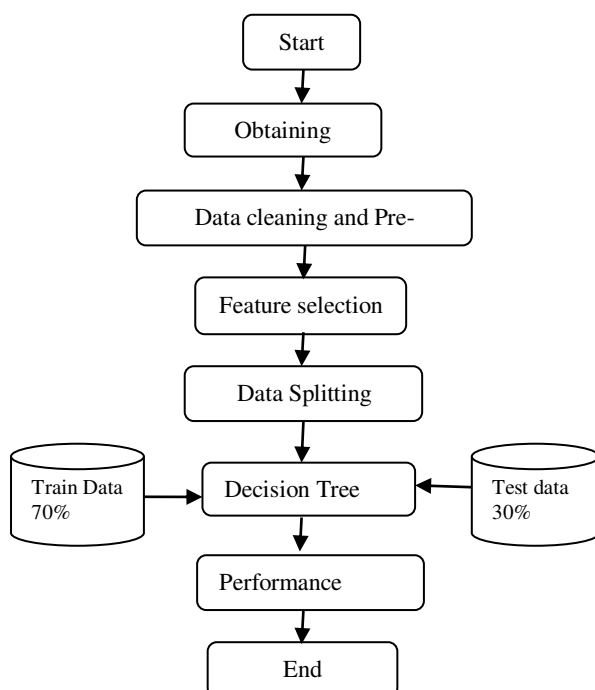 Start
Obtaining
Data cleaning and Pre-
Feature selection
Data Splitting
Train Data
70%
Decision Tree
Test data
30%
Performance
End